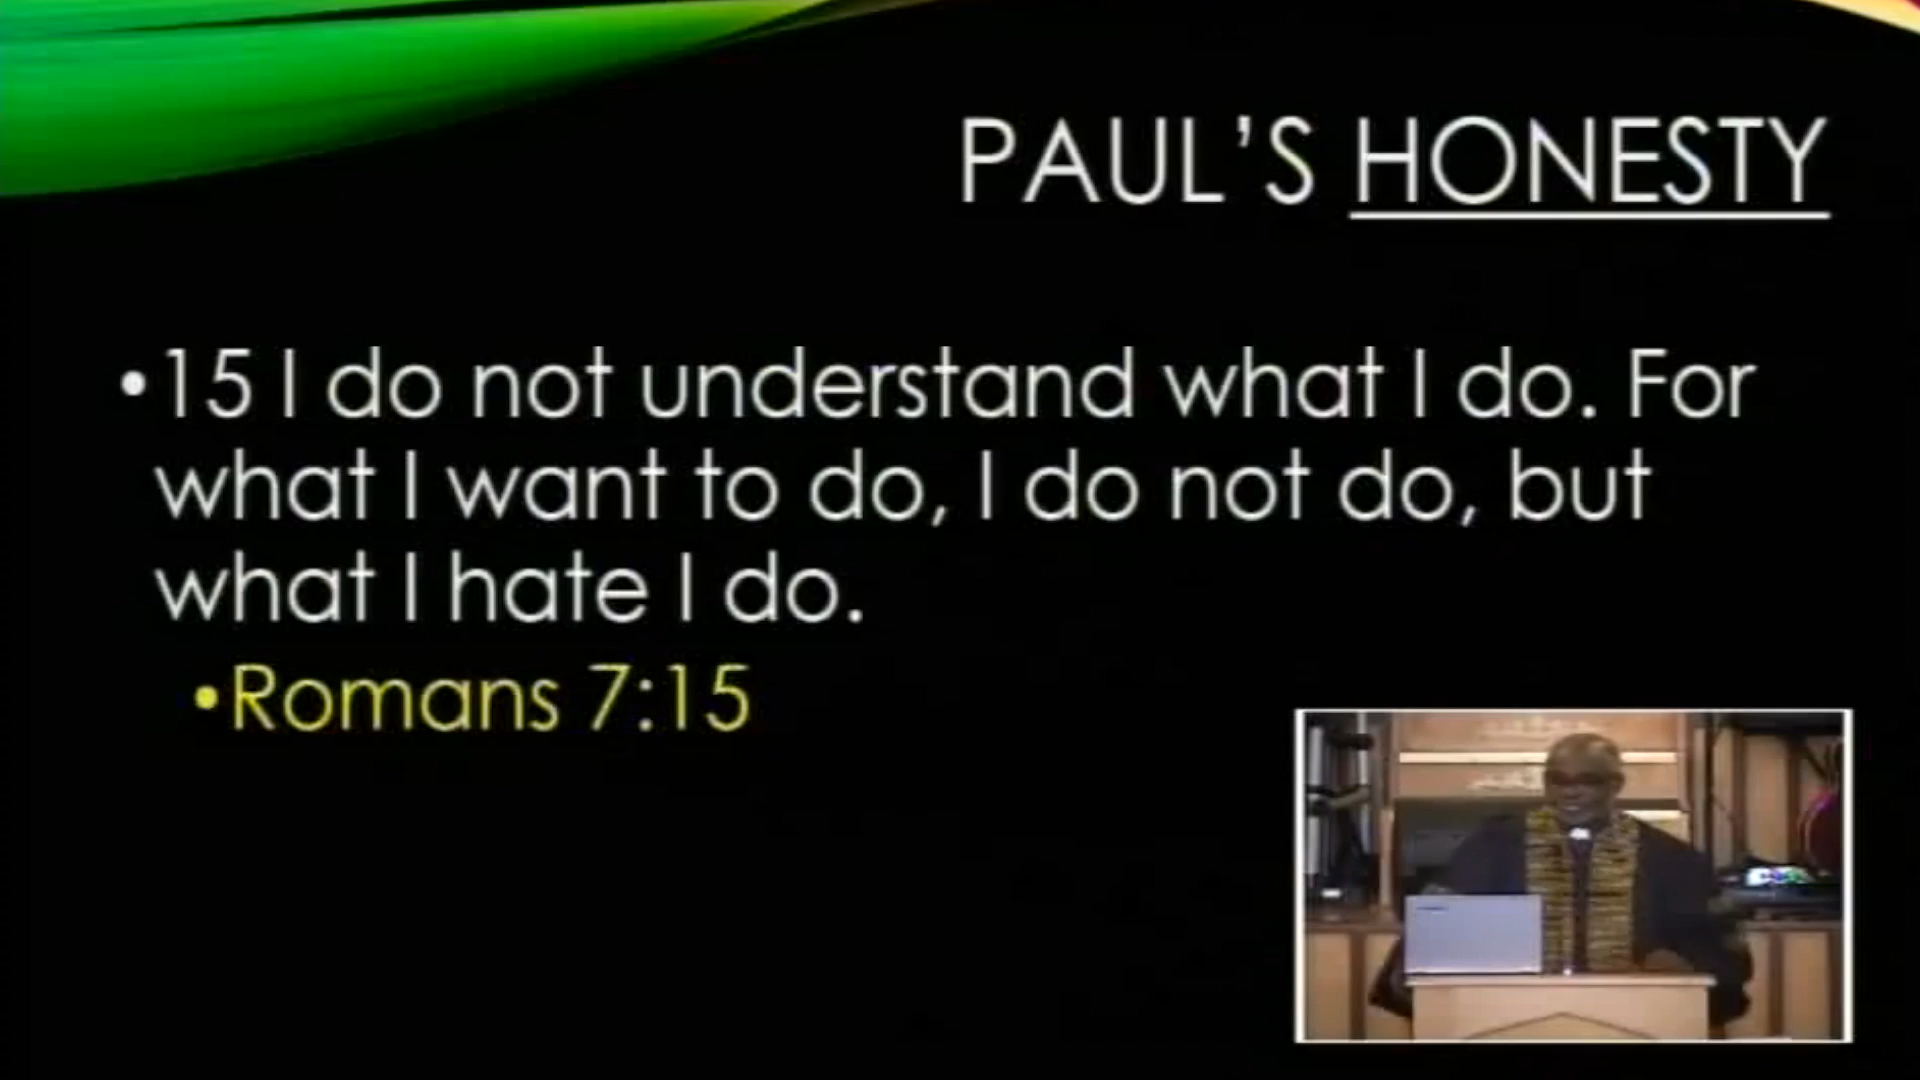 PAUL’S HONESTY
•15 I do not understand what I do. For
what I want to do, I do not do, but
what I hate I do.
•Romans 7:15